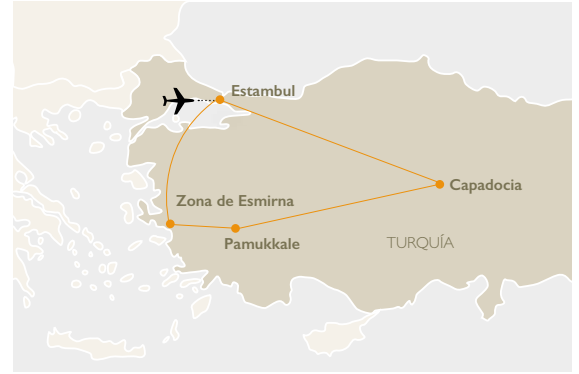 Estambul
Capadocia
Zona de Esmirna
Pamukkale
TURQUÍA